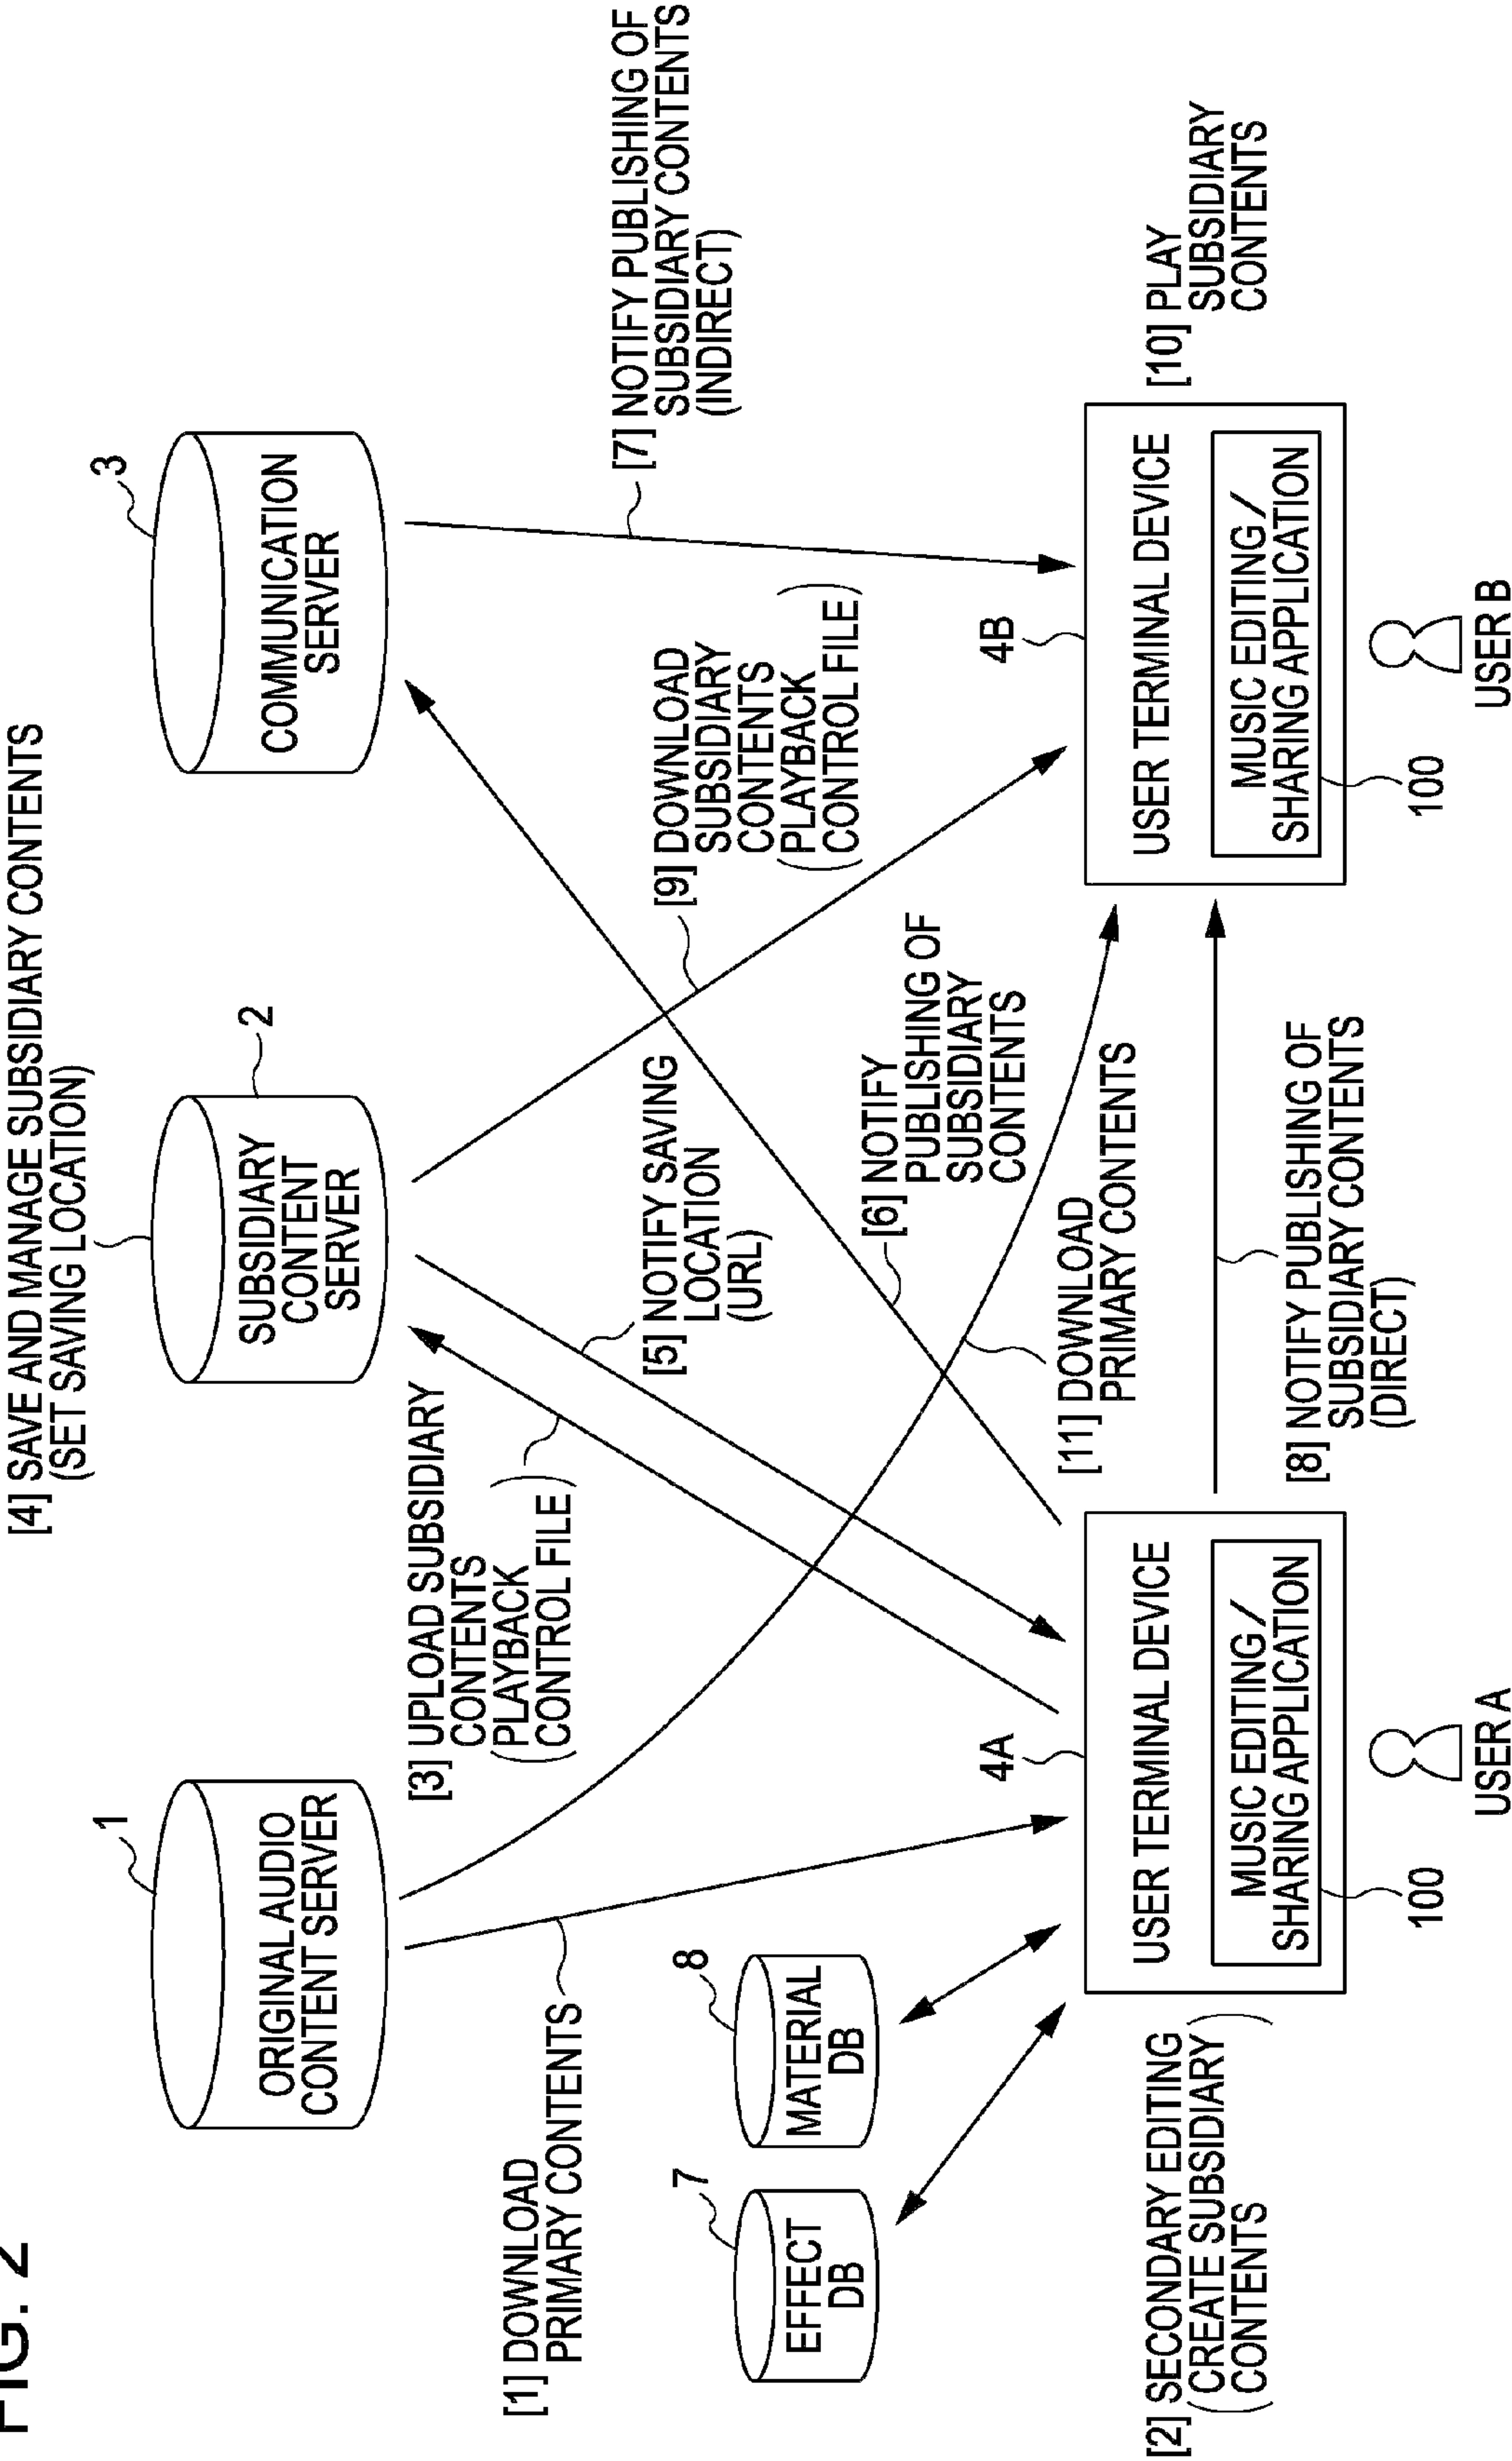 FIG. 2
[4] SAVE AND MANAGE SUBSIDIARY CONTENTS
(SET SAVING LOCATION)
1
ORIGINAL AUDIO
CONTENT SERVER
2
SUBSIDIARY
CONTENT
SERVER
3
COMMUNICATION
SERVER
[1] DOWNLOAD
PRIMARY CONTENTS
[3] UPLOAD SUBSIDIARY
CONTENTS
(PLAYBACK
CONTROL FILE)
[5] NOTIFY SAVING
LOCATION
(URL)
[9] DOWNLOAD
SUBSIDIARY
CONTENTS
(PLAYBACK
CONTROL FILE)
[7] NOTIFY PUBLISHING OF
SUBSIDIARY CONTENTS
(INDIRECT)
7
EFFECT
DB
8
MATERIAL
DB
[6] NOTIFY
PUBLISHING OF
SUBSIDIARY
CONTENTS
[11] DOWNLOAD
PRIMARY CONTENTS
[2] SECONDARY EDITING
(CREATE SUBSIDIARY
CONTENTS)
4A
USER TERMINAL DEVICE
MUSIC EDITING/
SHARING APPLICATION
100
USER A
[8] NOTIFY PUBLISHING OF
SUBSIDIARY CONTENTS
(DIRECT)
4B
USER TERMINAL DEVICE
MUSIC EDITING/
SHARING APPLICATION
100
USER B
[10] PLAY
SUBSIDIARY
CONTENTS